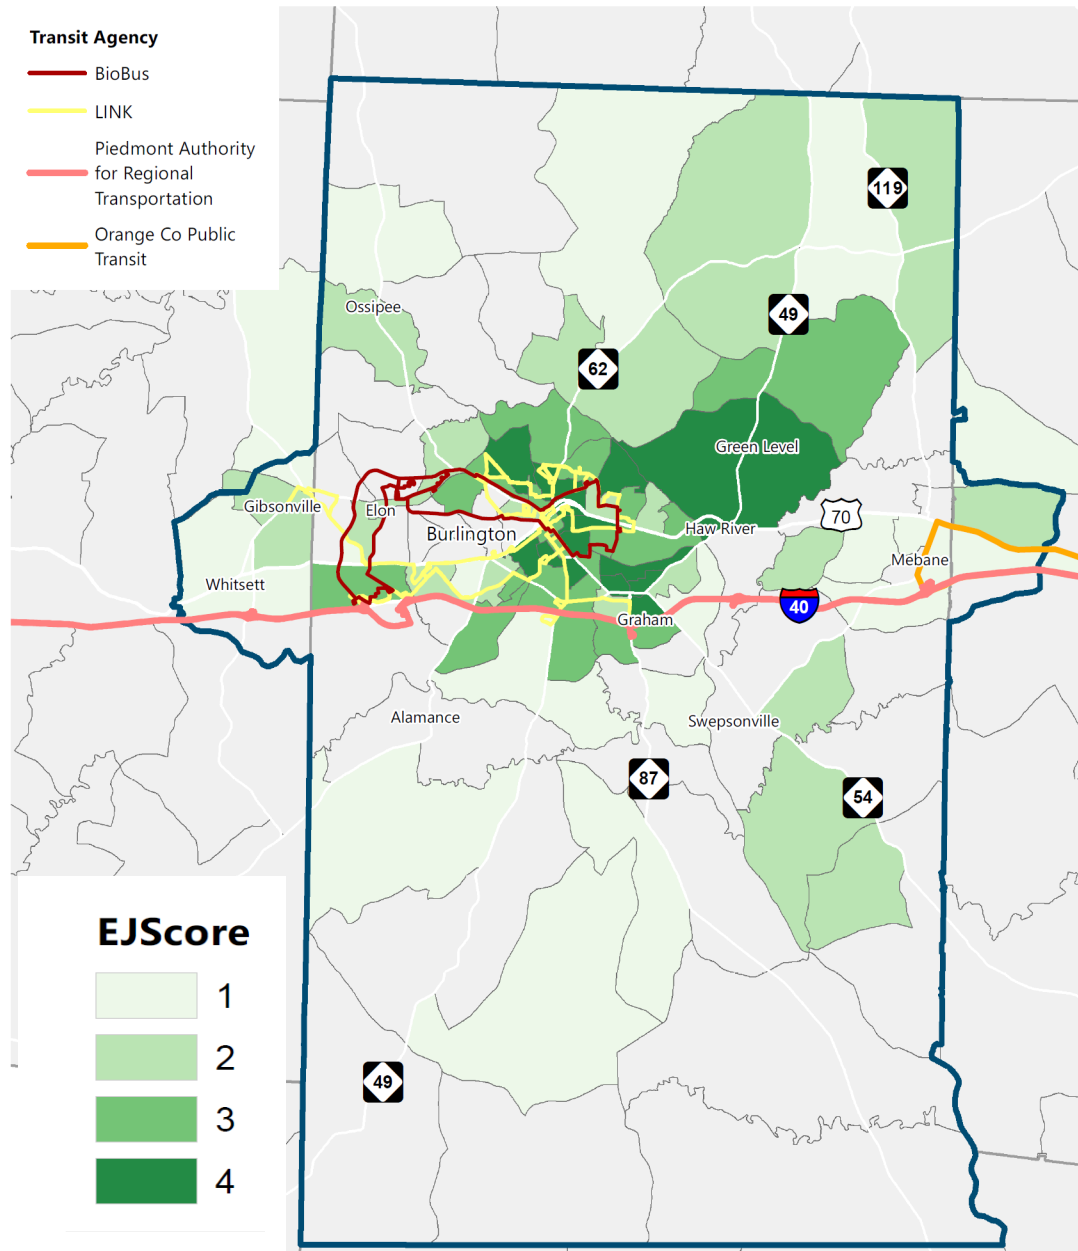 Transit Agency
BioBus
LINK
Piedmont Authority
for Regional
Transportation
Orange Co Public
Transit
119
Ossipee
49
62
Green Level
Gibsonville
Elon
70
Burlington
Haw River
Mebane
Whitsett
40
Graham
Alamance
Swepsonville
87
54
EJScore
1
2
3
4
49